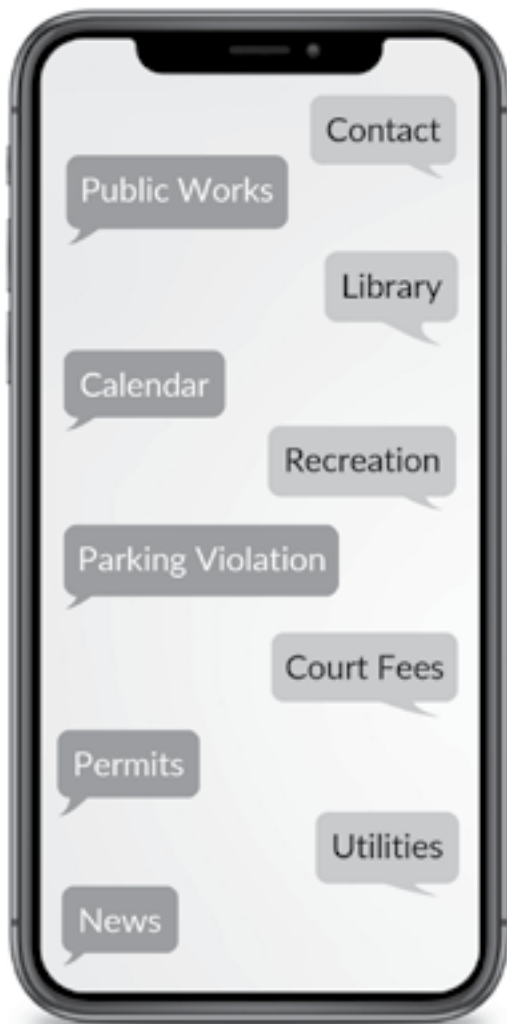 Contact
Public Works
Library
Calendar
Recreation
Parking Violation
Court Fees
Permits
Utilities
News